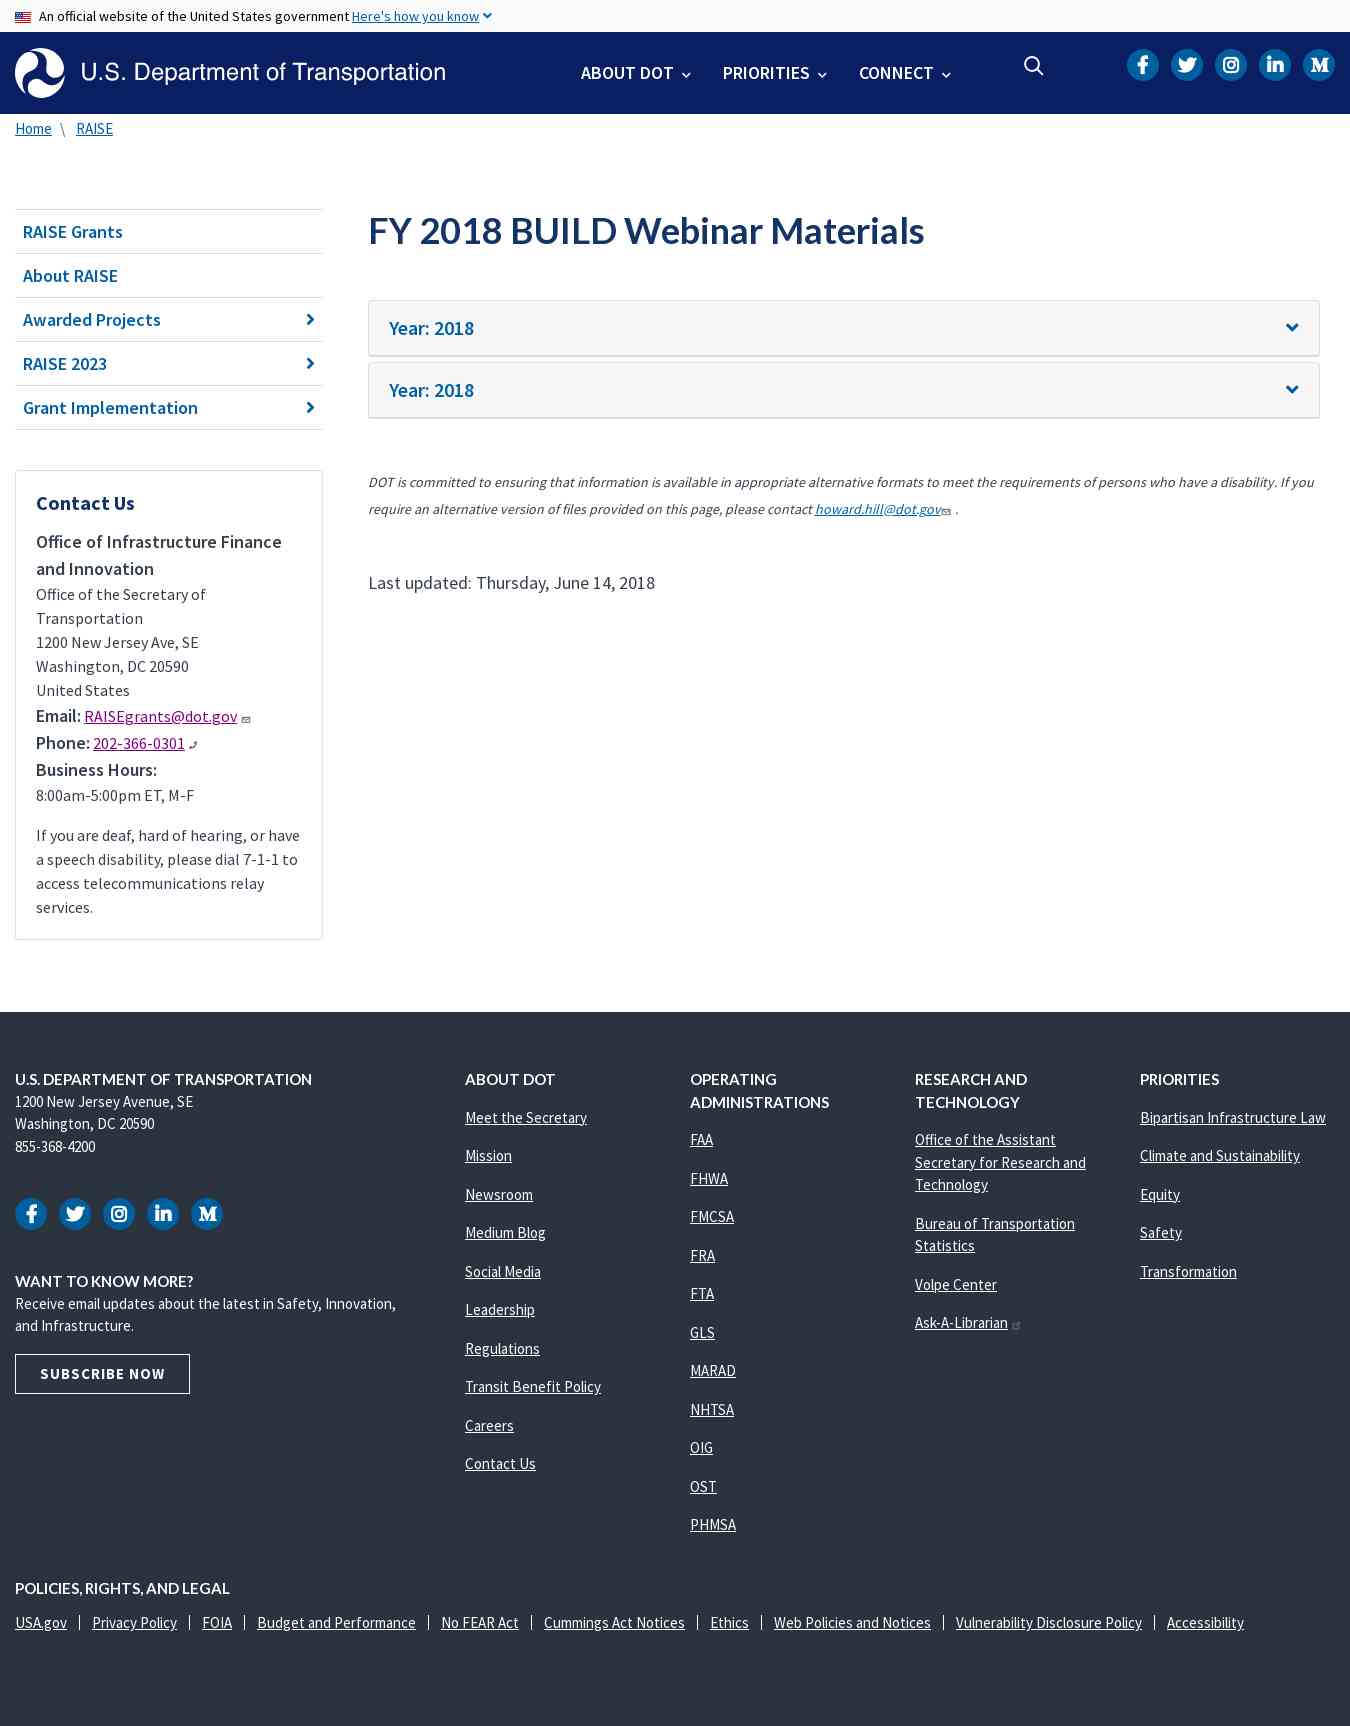 An official website of the United States government Here's how you know
U.S. Department of Transportation
ABOUT DOT
PRIORITIES
CONNECT
Home \ RAISE
RAISE Grants
About RAISE
Awarded Projects
RAISE 2023
Grant Implementation
Contact Us
Office of Infrastructure Finance
and Innovation
Office of the Secretary of
Transportation
1200 New Jersey Ave, SE
Washington, DC 20590
United States
Email: RAISEgrants@dot.gov
Phone: 202-366-0301
Business Hours:
8:00am-5:00pm ET, M-F
If you are deaf, hard of hearing, or have
a speech disability, please dial 7-1-1 to
access telecommunications relay
services.
FY 2018 BUILD Webinar Materials
Year: 2018
Year: 2018
DOT is committed to ensuring that information is available in appropriate alternative formats to meet the requirements of persons who have a disability. If you
require an alternative version of files provided on this page, please contact howard.hill@dot.gov .
Last updated: Thursday, June 14, 2018
U.S. DEPARTMENT OF TRANSPORTATION
1200 New Jersey Avenue, SE
Washington, DC 20590
855-368-4200
WANT TO KNOW MORE?
Receive email updates about the latest in Safety, Innovation,
and Infrastructure.
SUBSCRIBE NOW
ABOUT DOT
Meet the Secretary
Mission
Newsroom
Medium Blog
Social Media
Leadership
Regulations
Transit Benefit Policy
Careers
Contact Us
OPERATING
ADMINISTRATIONS
FAA
FHWA
FMCSA
FRA
FTA
GLS
MARAD
NHTSA
OIG
OST
PHMSA
RESEARCH AND
TECHNOLOGY
Office of the Assistant
Secretary for Research and
Technology
Bureau of Transportation
Statistics
Volpe Center
Ask-A-Librarian
PRIORITIES
Bipartisan Infrastructure Law
Climate and Sustainability
Equity
Safety
Transformation
POLICIES, RIGHTS, AND LEGAL
USA.gov | Privacy Policy | FOIA | Budget and Performance | No FEAR Act | Cummings Act Notices | Ethics | Web Policies and Notices | Vulnerability Disclosure Policy | Accessibility